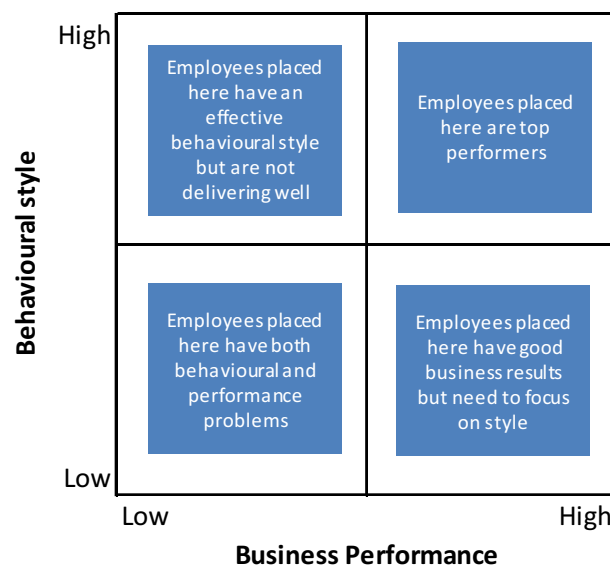 High
Employees placed
here have an
effective
behavioural style
but are not
delivering well
Employees placed
here are top
performers
Behavioural style
Employees placed
here have both
behavioural and
performance
problems
Employees placed
here have good
business results
but need to focus
on style
Low
Low
High
Business Performance